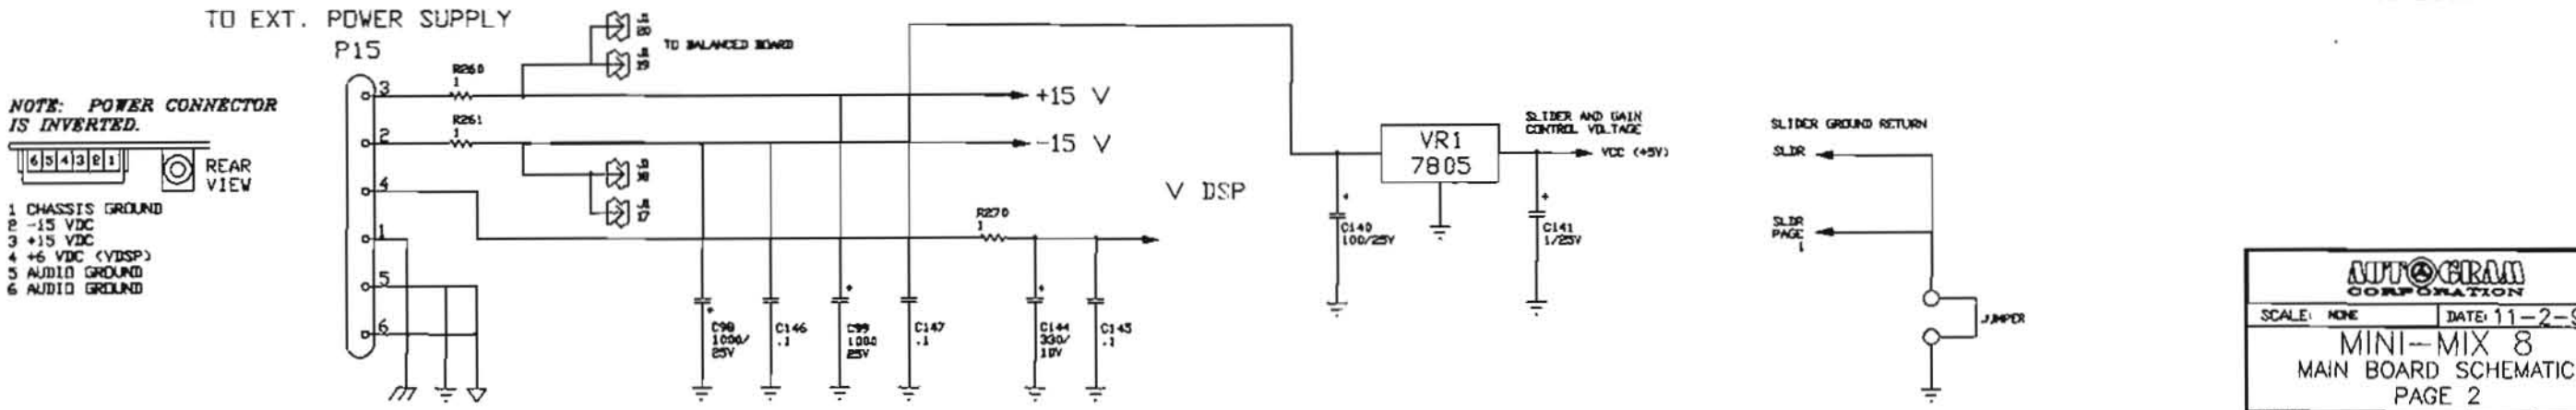 TO EXT. POWER SUPPLY
P15
NOTE: POWER CONNECTOR
IS INVERTED.
6 5 4 3 2 1
REAR
VIEW
1 CHASSIS GROUND
2 -15 VDC
3 +15 VDC
4 +6 VDC (VDSP)
5 AUDIO GROUND
6 AUDIO GROUND
3
2
4
1
5
6
R260
1
R261
1
TO BALANCED BOARD
+15 V
-15 V
V DSP
R270
1
C98
1000/
25V
C146
.1
C99
1000
25V
C147
.1
C144
330/
10V
C145
.1
VR1
7805
C140
100/25V
C141
1/25V
SLIDER AND GAIN
CONTROL VOLTAGE
VCC (+5V)
SLIDER GROUND RETURN
SLDR
SLDR
PAGE
1
JUMPER
AUTOGRAM
CORPORATION
SCALE: NONE
DATE: 11-2-9
MINI-MIX 8
MAIN BOARD SCHEMATIC
PAGE 2